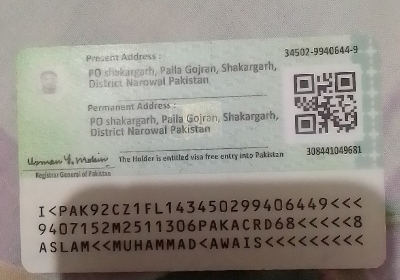 Present Address :
34502-9940644-9
PO shakargarh, Palla Gojran, Shakargarh,
District Narowal Pakistan
Permanent Address :
PO shakargarh, Palla Gojran, Shakargarh,
District Narowal Pakistan
The Holder is entitled visa free entry into Pakistan
308441049681
Registrar General of Pakistan
I<PAK92CZ1FL143450299406449<<<
9407152M2511306PAKACRD68<<<<<8
ASLAM<<MUHAMMAD<AWAIS<<<<<<<<<